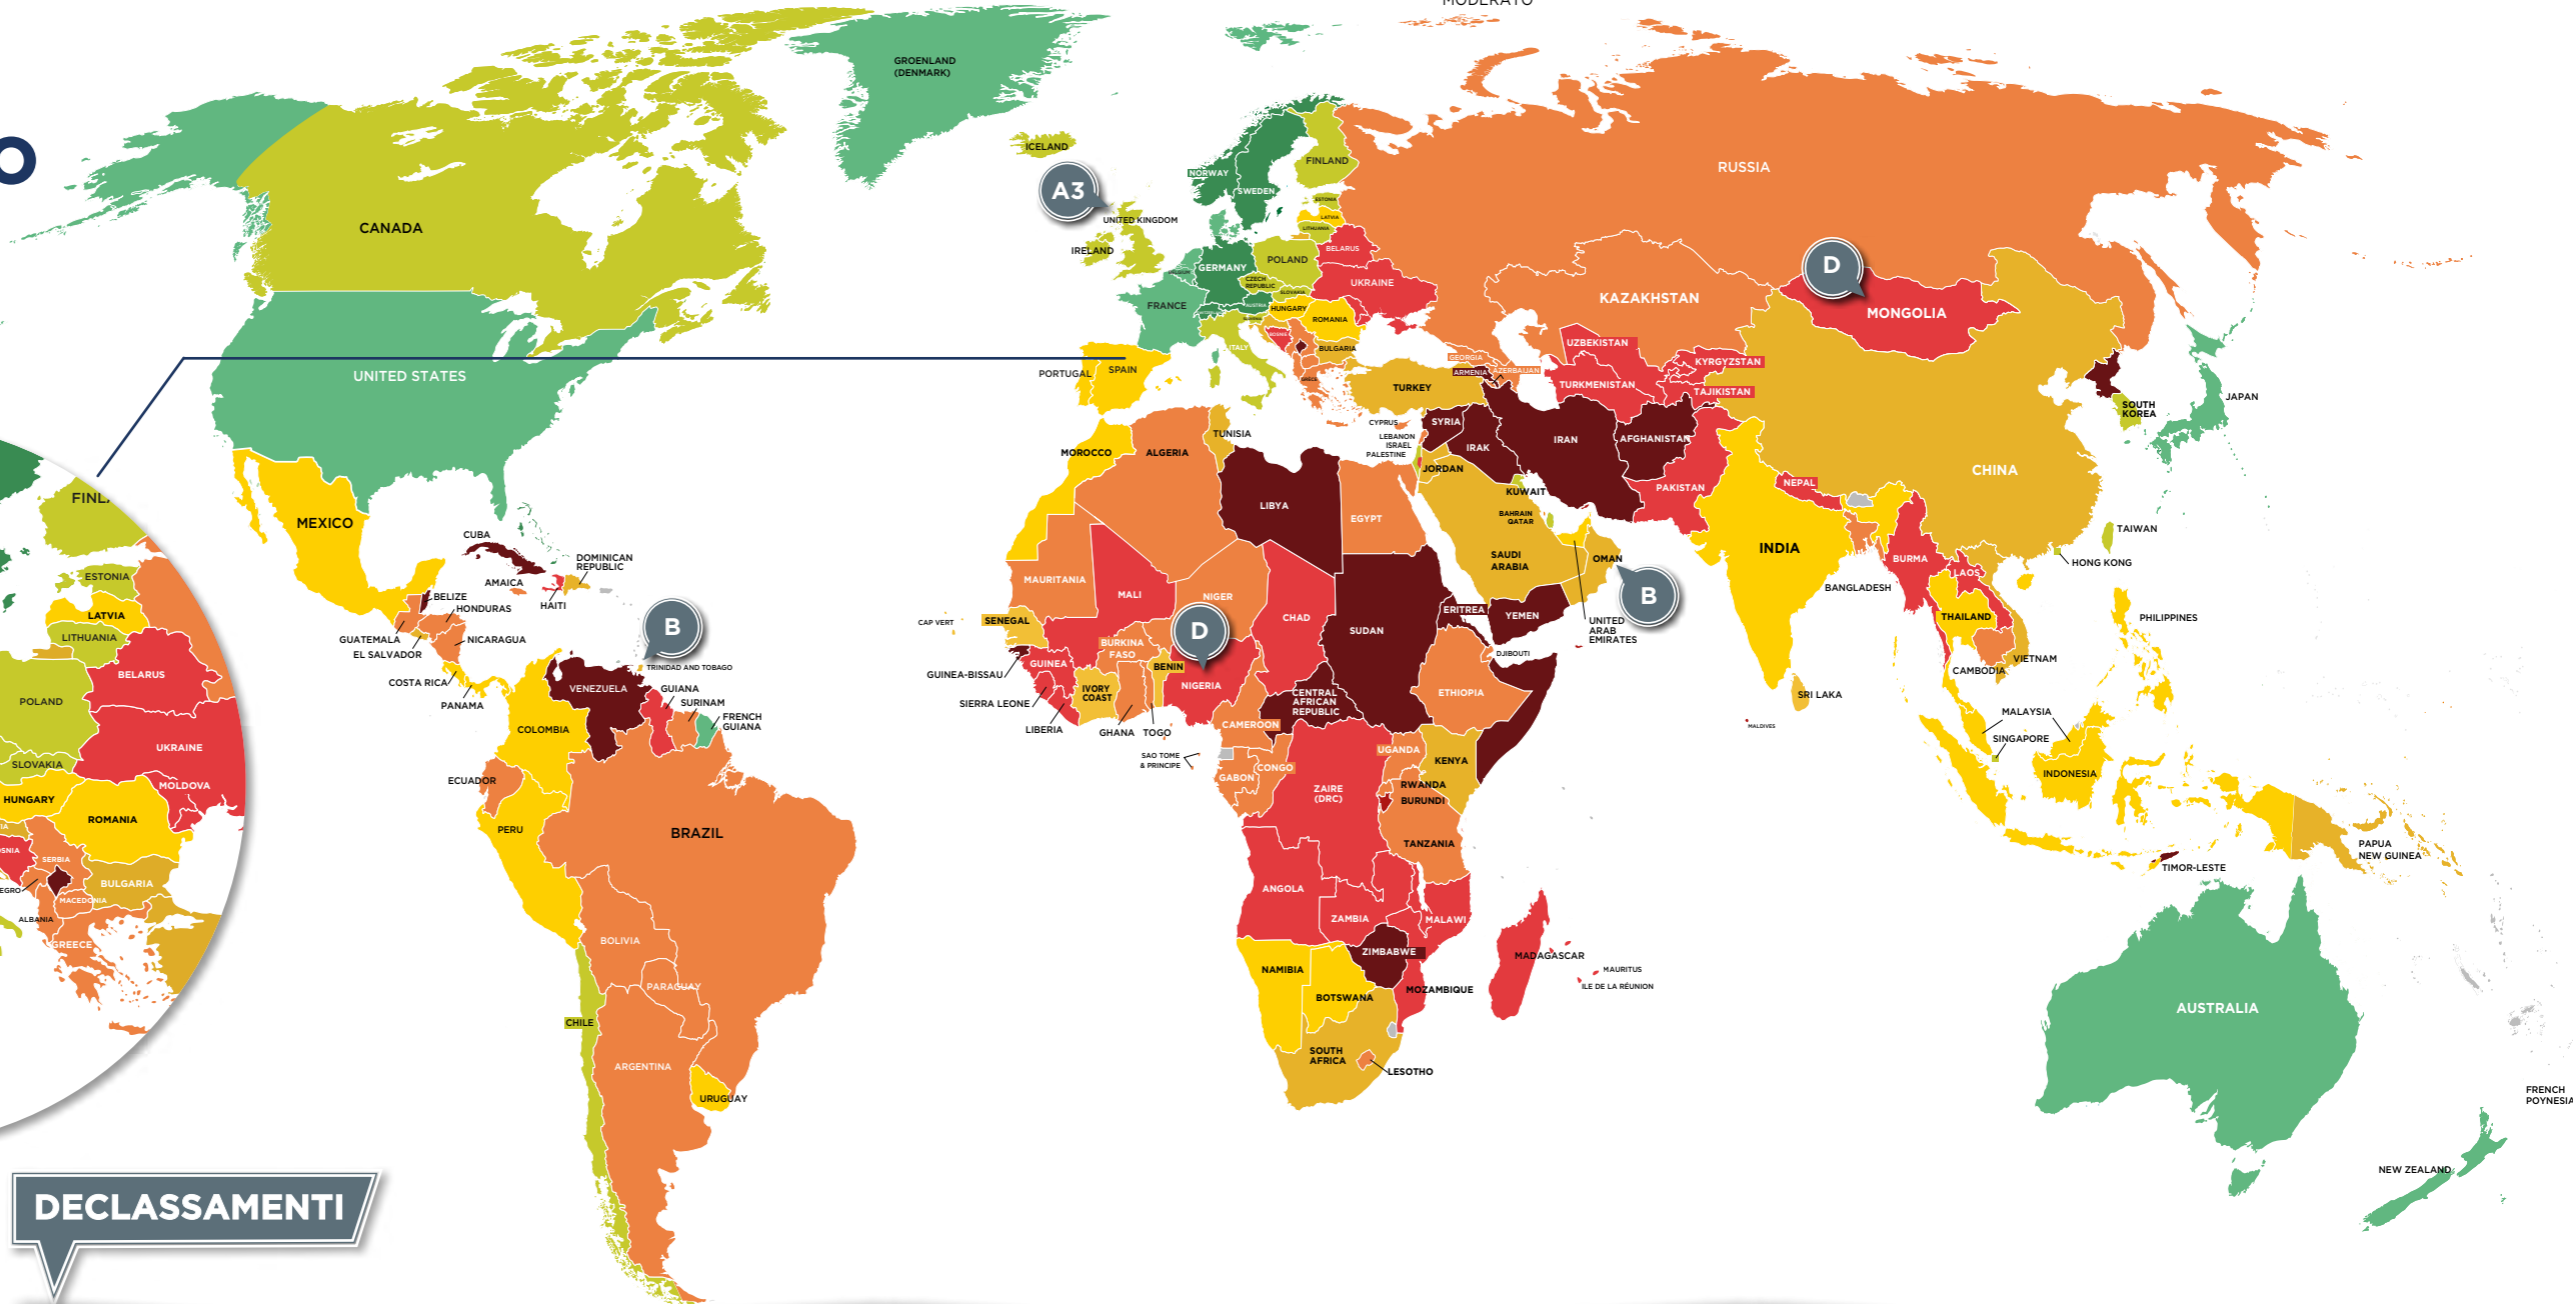 MODERATO
GROENLAND
(DENMARK)
ICELAND
A3
UNITED KINGDOM
IRELAND
NORWAY
SWEDEN
FINLAND
ESTONIA
LATVIA
LITHUANIA
BELARUS
RUSSIA
CANADA
GERMANY
POLAND
CZECH
REPUBLIC
SLOVAKIA
UKRAINE
FRANCE
AUSTRIA
HUNGARY
ROMANIA
KAZAKHSTAN
D
MONGOLIA
ITALY
BULGARIA
GEORGIA
ARMENIA
AZERBAIJAN
UZBEKISTAN
KYRGYZSTAN
TURKMENISTAN
TAJIKISTAN
UNITED STATES
PORTUGAL
SPAIN
TURKEY
SOUTH
KOREA
JAPAN
CYPRUS
LEBANON
ISRAEL
PALESTINE
SYRIA
IRAK
IRAN
AFGHANISTAN
JORDAN
KUWAIT
PAKISTAN
NEPAL
CHINA
MOROCCO
ALGERIA
TUNISIA
LIBYA
EGYPT
BAHRAIN
QATAR
SAUDI
ARABIA
OMAN
B
UNITED
ARAB
EMIRATES
INDIA
BANGLADESH
BURMA
LAOS
TAIWAN
HONG KONG
THAILAND
CAMBODIA
VIETNAM
PHILIPPINES
MEXICO
CUBA
AMAICA
DOMINICAN
REPUBLIC
HAITI
BELIZE
HONDURAS
GUATEMALA
EL SALVADOR
NICARAGUA
COSTA RICA
PANAMA
B
TRINIDAD AND TOBAGO
VENEZUELA
GUIANA
SURINAM
FRENCH
GUIANA
COLOMBIA
ECUADOR
PERU
BRAZIL
BOLIVIA
PARAGUAY
CHILE
ARGENTINA
URUGUAY
CAP VERT
MAURITANIA
MALI
NIGER
CHAD
SUDAN
ERITREA
YEMEN
DJIBOUTI
SENEGAL
GUINEA-BISSAU
GUINEA
SIERRA LEONE
LIBERIA
IVORY
COAST
BURKINA
FASO
GHANA
TOGO
BENIN
D
NIGERIA
CAMEROON
CENTRAL
AFRICAN
REPUBLIC
ETHIOPIA
SAO TOME
& PRINCIPE
GABON
CONGO
ZAIRE
(DRC)
UGANDA
KENYA
RWANDA
BURUNDI
TANZANIA
ANGOLA
ZAMBIA
MALAWI
ZIMBABWE
MOZAMBIQUE
MADAGASCAR
MAURITUS
ILE DE LA RÉUNION
NAMIBIA
BOTSWANA
SOUTH
AFRICA
LESOTHO
SRI LAKA
MALDIVES
MALAYSIA
SINGAPORE
INDONESIA
TIMOR-LESTE
PAPUA
NEW GUINEA
AUSTRALIA
NEW ZEALAND
FRENCH
POYNESIA
FINL
ESTONIA
LATVIA
LITHUANIA
BELARUS
POLAND
UKRAINE
SLOVAKIA
MOLDOVA
HUNGARY
ROMANIA
SERBIA
BULGARIA
MACEDONIA
ALBANIA
GREECE
DECLASSAMENTI